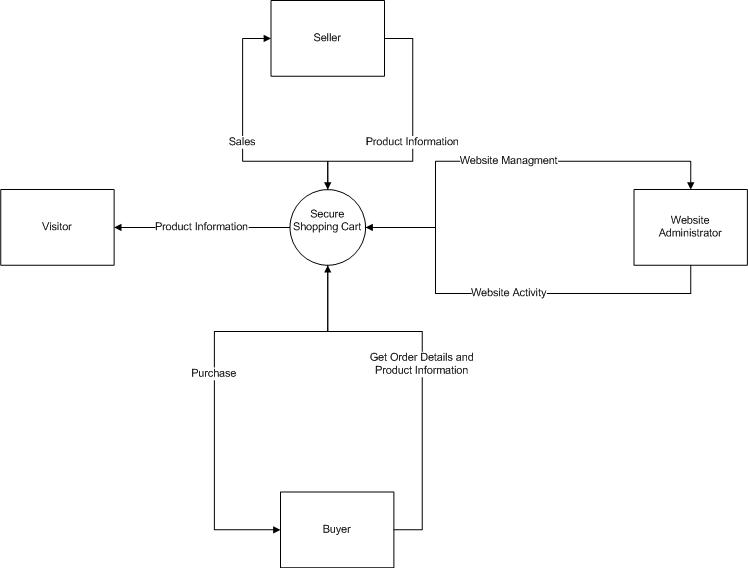 Seller
Sales
Product Information
Website Managment
Visitor
Product Information
Secure
Shopping Cart
Website
Administrator
Website Activity
Purchase
Get Order Details and
Product Information
Buyer